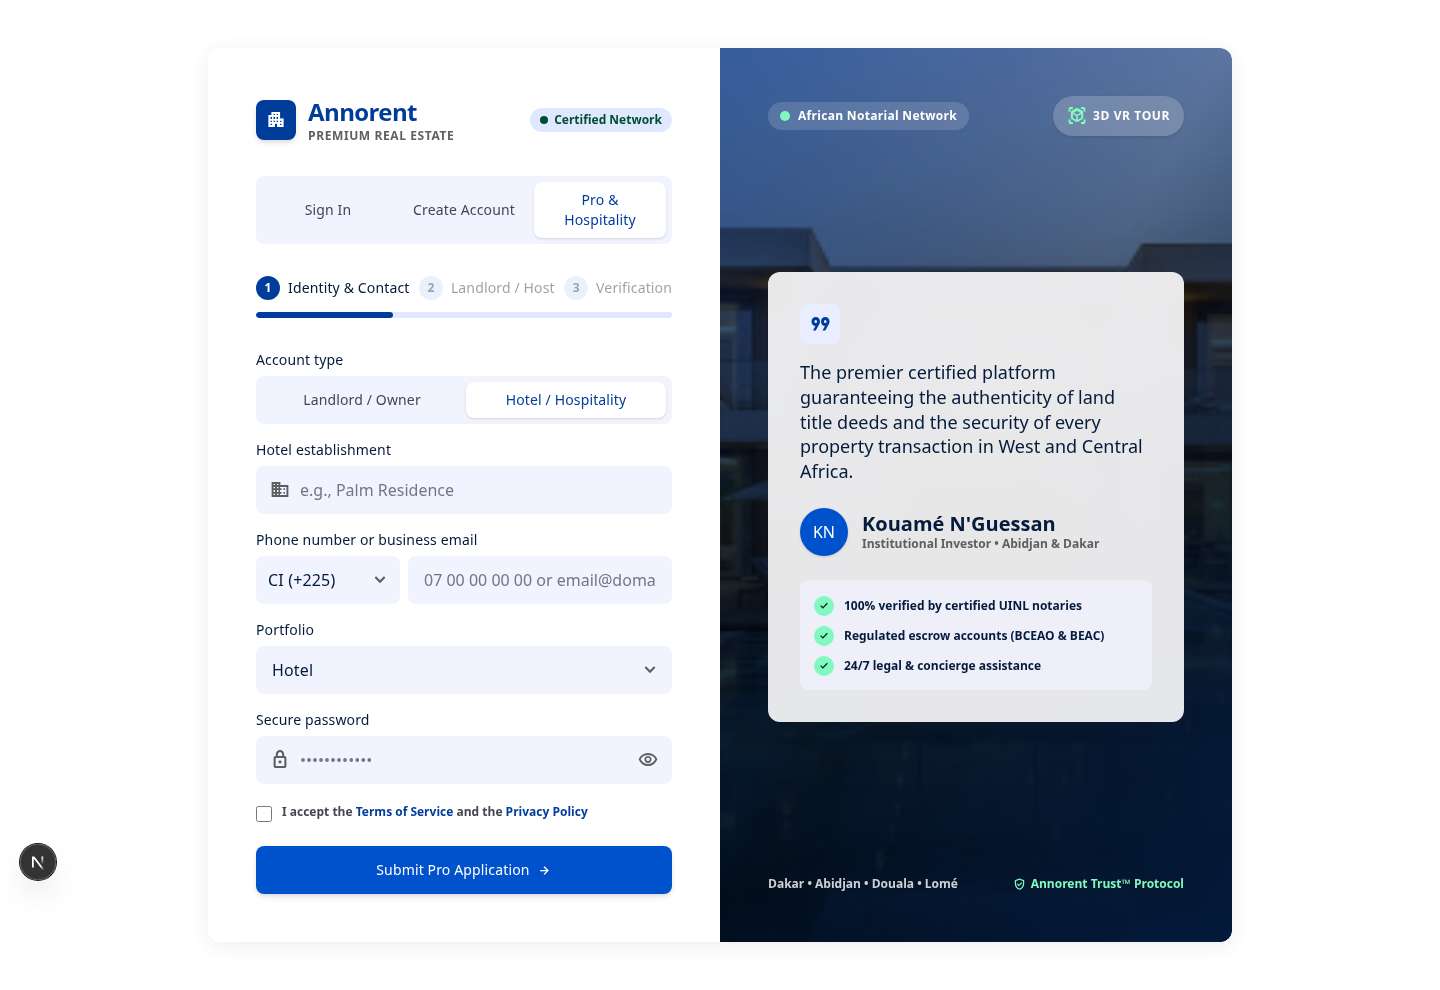 Annorent
PREMIUM REAL ESTATE
Certified Network
Sign In
Create Account
Pro &
Hospitality
1 Identity & Contact
2 Landlord / Host
3 Verification
Account type
Landlord / Owner
Hotel / Hospitality
Hotel establishment
e.g., Palm Residence
Phone number or business email
CI (+225)
07 00 00 00 00 or email@doma
Portfolio
Hotel
Secure password
••••••••••••
I accept the Terms of Service and the Privacy Policy
Submit Pro Application
African Notarial Network
3D VR TOUR
The premier certified platform
guaranteeing the authenticity of land
title deeds and the security of every
property transaction in West and Central
Africa.
KN
Kouamé N'Guessan
Institutional Investor • Abidjan & Dakar
100% verified by certified UINL notaries
Regulated escrow accounts (BCEAO & BEAC)
24/7 legal & concierge assistance
Dakar • Abidjan • Douala • Lomé
Annorent Trust™ Protocol
N